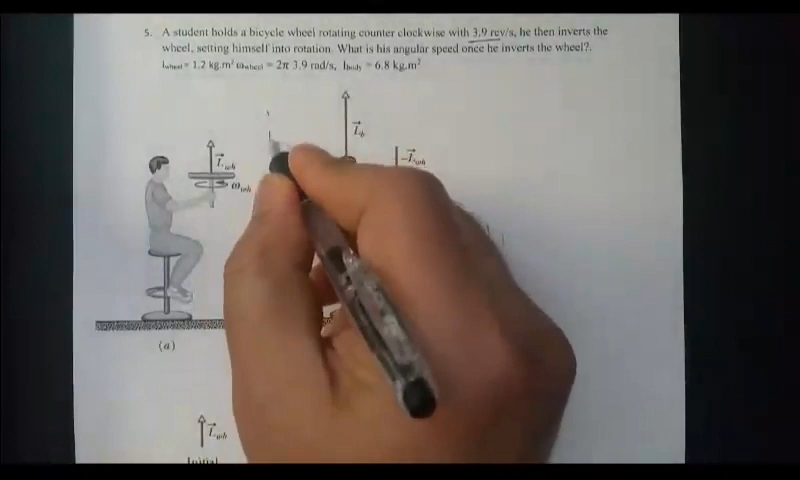 5. A student holds a bicycle wheel rotating counter clockwise with 3.9 rev/s, he then inverts the
wheel, setting himself into rotation. What is his angular speed once he inverts the wheel?.
Iwheel = 1.2 kg.m² ωwheel = 2π 3.9 rad/s, Ibody = 6.8 kg.m²
L⃗b
L⃗wh
-L⃗wh
ωwh
(a)
L⃗wh
Initial